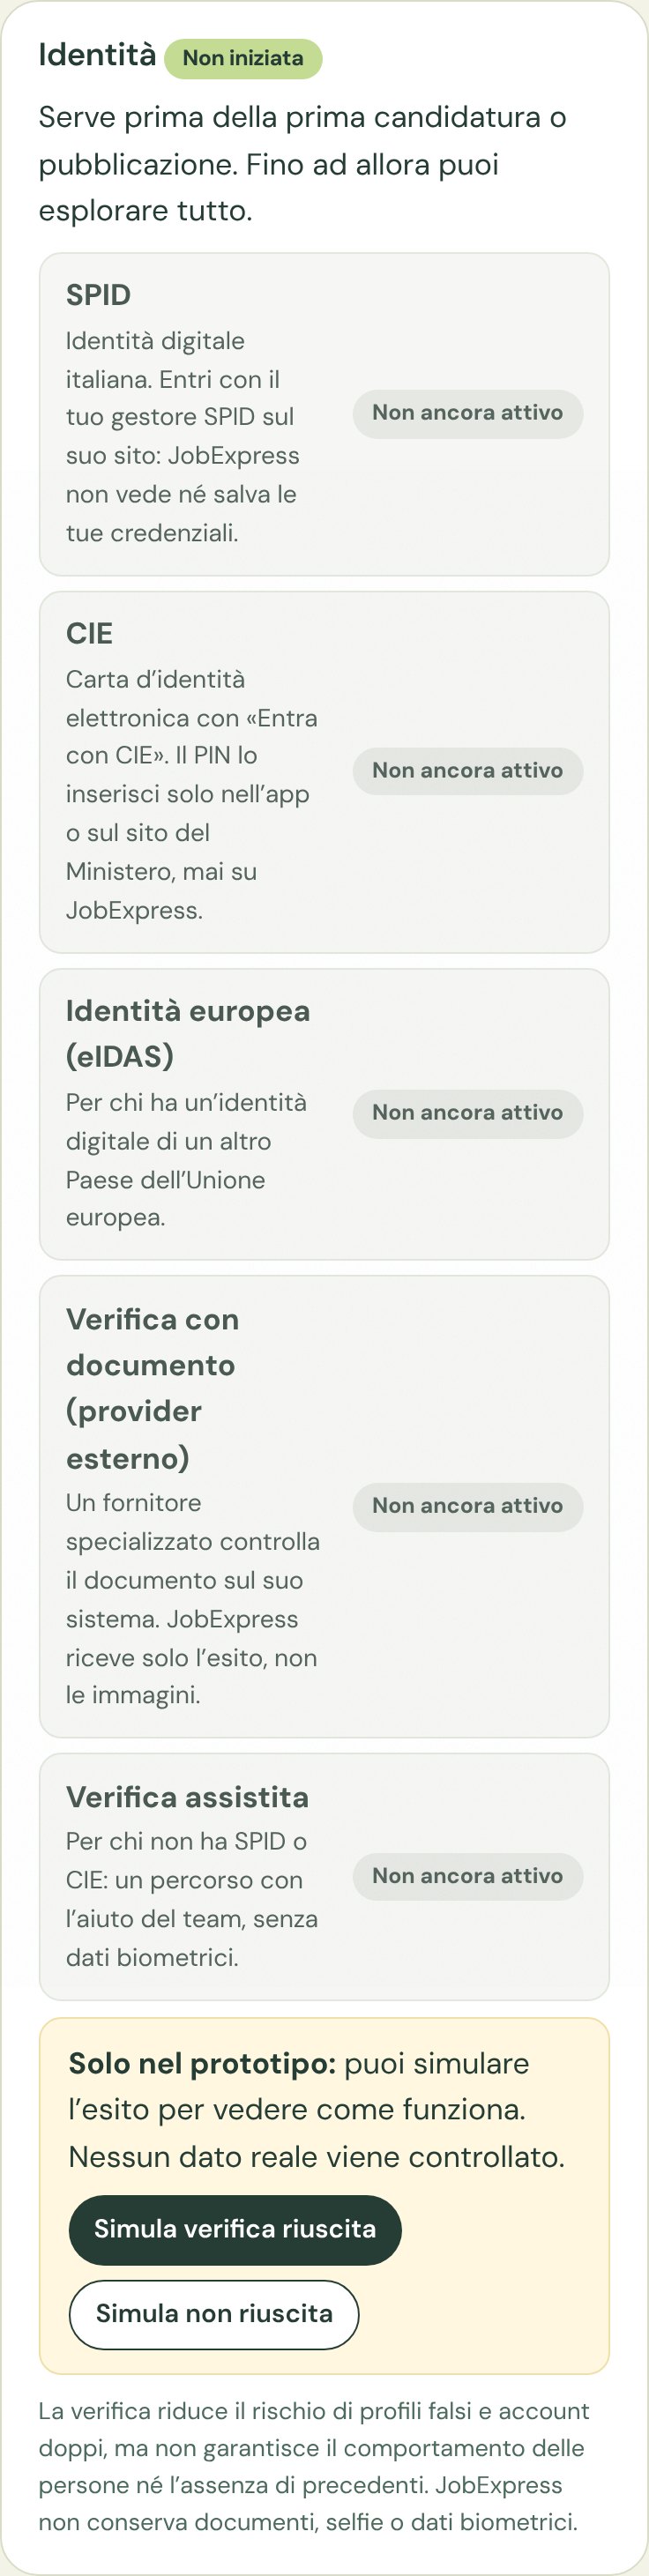 Identità Non iniziata
Serve prima della prima candidatura o
pubblicazione. Fino ad allora puoi
esplorare tutto.
SPID
Identità digitale
italiana. Entri con il
tuo gestore SPID sul
suo sito: JobExpress
non vede né salva le
tue credenziali.
Non ancora attivo
CIE
Carta d’identità
elettronica con «Entra
con CIE». Il PIN lo
inserisci solo nell’app
o sul sito del
Ministero, mai su
JobExpress.
Non ancora attivo
Identità europea
(eIDAS)
Per chi ha un’identità
digitale di un altro
Paese dell’Unione
europea.
Non ancora attivo
Verifica con
documento
(provider
esterno)
Un fornitore
specializzato controlla
il documento sul suo
sistema. JobExpress
riceve solo l’esito, non
le immagini.
Non ancora attivo
Verifica assistita
Per chi non ha SPID o
CIE: un percorso con
l’aiuto del team, senza
dati biometrici.
Non ancora attivo
Solo nel prototipo: puoi simulare
l’esito per vedere come funziona.
Nessun dato reale viene controllato.
Simula verifica riuscita
Simula non riuscita
La verifica riduce il rischio di profili falsi e account
doppi, ma non garantisce il comportamento delle
persone né l’assenza di precedenti. JobExpress
non conserva documenti, selfie o dati biometrici.